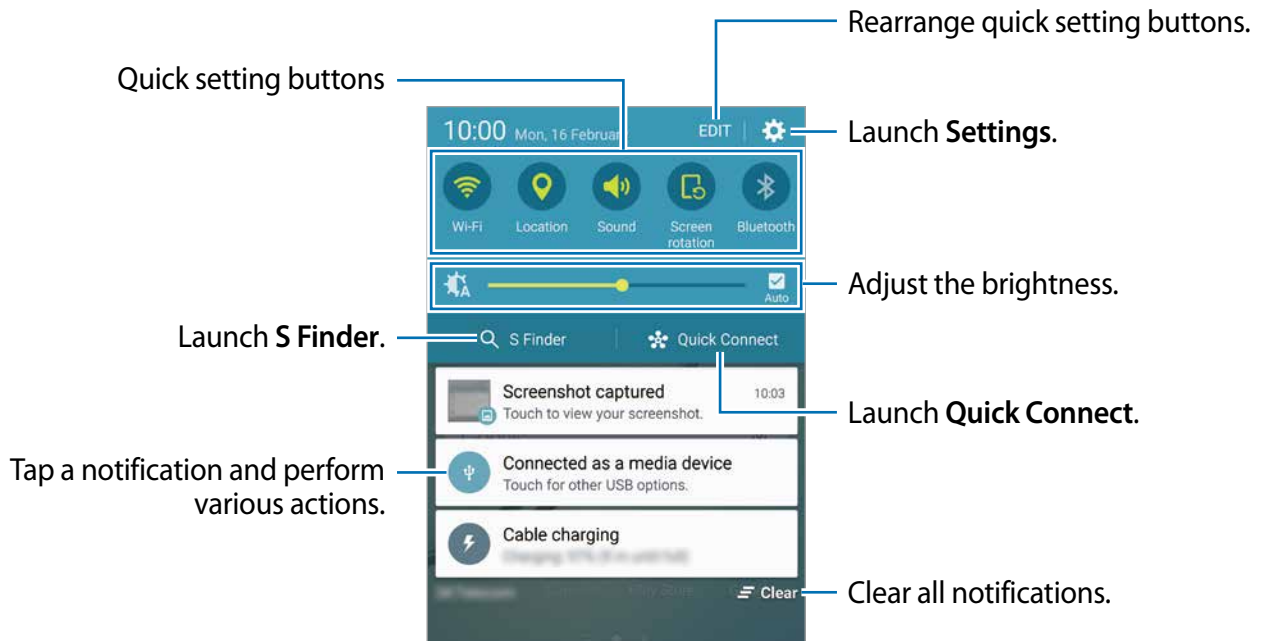 Rearrange quick setting buttons.
Quick setting buttons
10:00 Mon, 16 Februar
EDIT
Launch Settings.
Wi-Fi
Location
Sound
Screen
rotation
Bluetooth
Adjust the brightness.
A
Auto
Launch S Finder.
S Finder
Quick Connect
Screenshot captured
10:03
Touch to view your screenshot.
Launch Quick Connect.
Tap a notification and perform
various actions.
Connected as a media device
Touch for other USB options.
Cable charging
Clear
Clear all notifications.